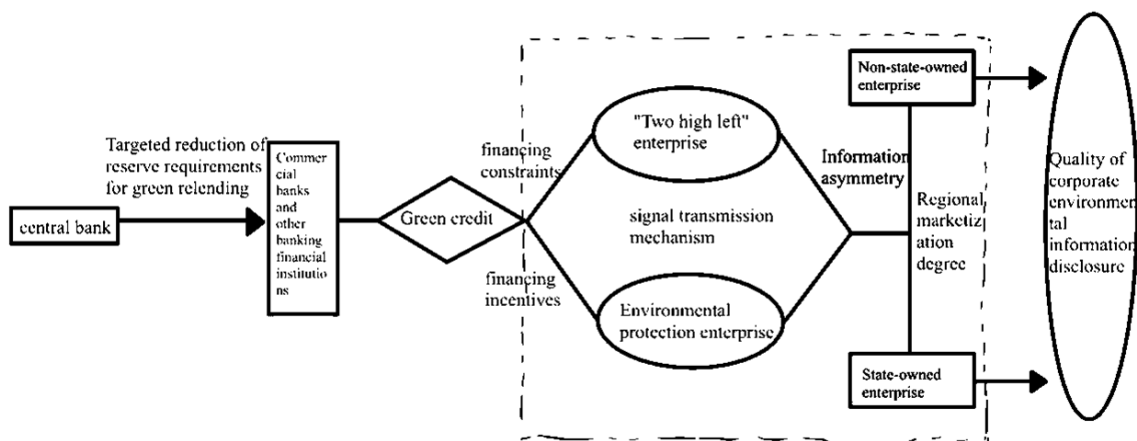 central bank
Targeted reduction of
reserve requirements
for green relending
Commer
cial
banks
and
other
banking
financial
institutio
ns
Green credit
financing
constraints
financing
incentives
"Two high left"
enterprise
signal transmission
mechanism
Environmental
protection enterprise
Information
asymmetry
Non-state-owned
enterprise
Regional
marketiz
ation
degree
State-owned
enterprise
Quality of
corporate
environmen
tal
information
disclosure